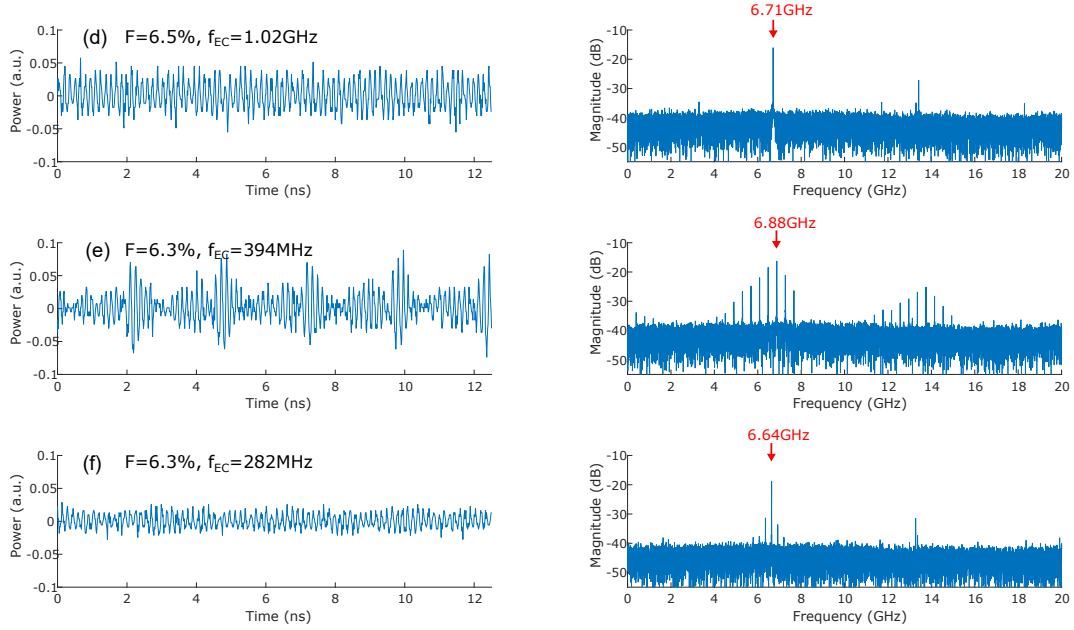 (d) F=6.5%, fEC=1.02GHz
0.1
0.05
0
-0.05
-0.1
Power (a.u.)
0 2 4 6 8 10 12
Time (ns)
6.71GHz
-10
-20
-30
-40
-50
Magnitude (dB)
0 2 4 6 8 10 12 14 16 18 20
Frequency (GHz)
(e) F=6.3%, fEC=394MHz
0.1
0.05
0
-0.05
-0.1
Power (a.u.)
0 2 4 6 8 10 12
Time (ns)
6.88GHz
-10
-20
-30
-40
-50
Magnitude (dB)
0 2 4 6 8 10 12 14 16 18 20
Frequency (GHz)
(f) F=6.3%, fEC=282MHz
0.1
0.05
0
-0.05
-0.1
Power (a.u.)
0 2 4 6 8 10 12
Time (ns)
6.64GHz
-10
-20
-30
-40
-50
Magnitude (dB)
0 2 4 6 8 10 12 14 16 18 20
Frequency (GHz)